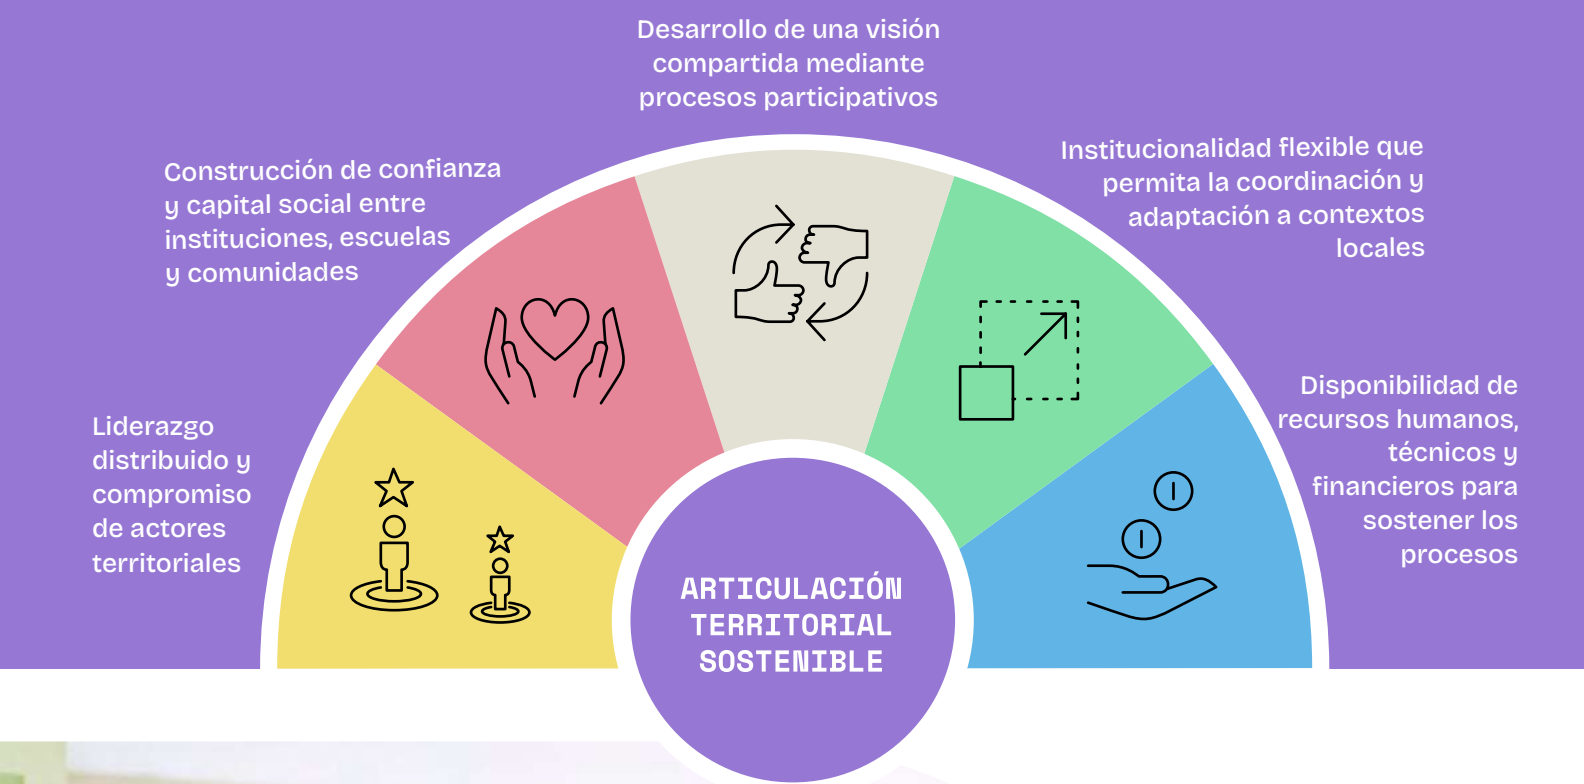 Desarrollo de una visión
compartida mediante
procesos participativos
Construcción de confianza
y capital social entre
instituciones, escuelas
y comunidades
Institucionalidad flexible que
permita la coordinación y
adaptación a contextos
locales
Liderazgo
distribuido y
compromiso
de actores
territoriales
Disponibilidad de
recursos humanos,
técnicos y
financieros para
sostener los
procesos
ARTICULACIÓN
TERRITORIAL
SOSTENIBLE